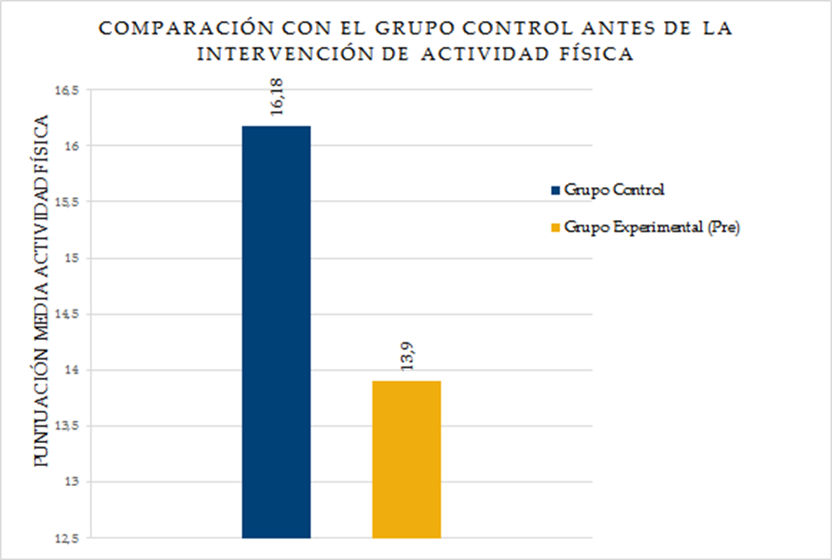 COMPARACIÓN CON EL GRUPO CONTROL ANTES DE LA
INTERVENCIÓN DE ACTIVIDAD FÍSICA
PUNTUACIÓN MEDIA ACTIVIDAD FÍSICA
16,5
16
15,5
15
14,5
14
13,5
13
12,5
16,18
13,9
Grupo Control
Grupo Experimental (Pre)